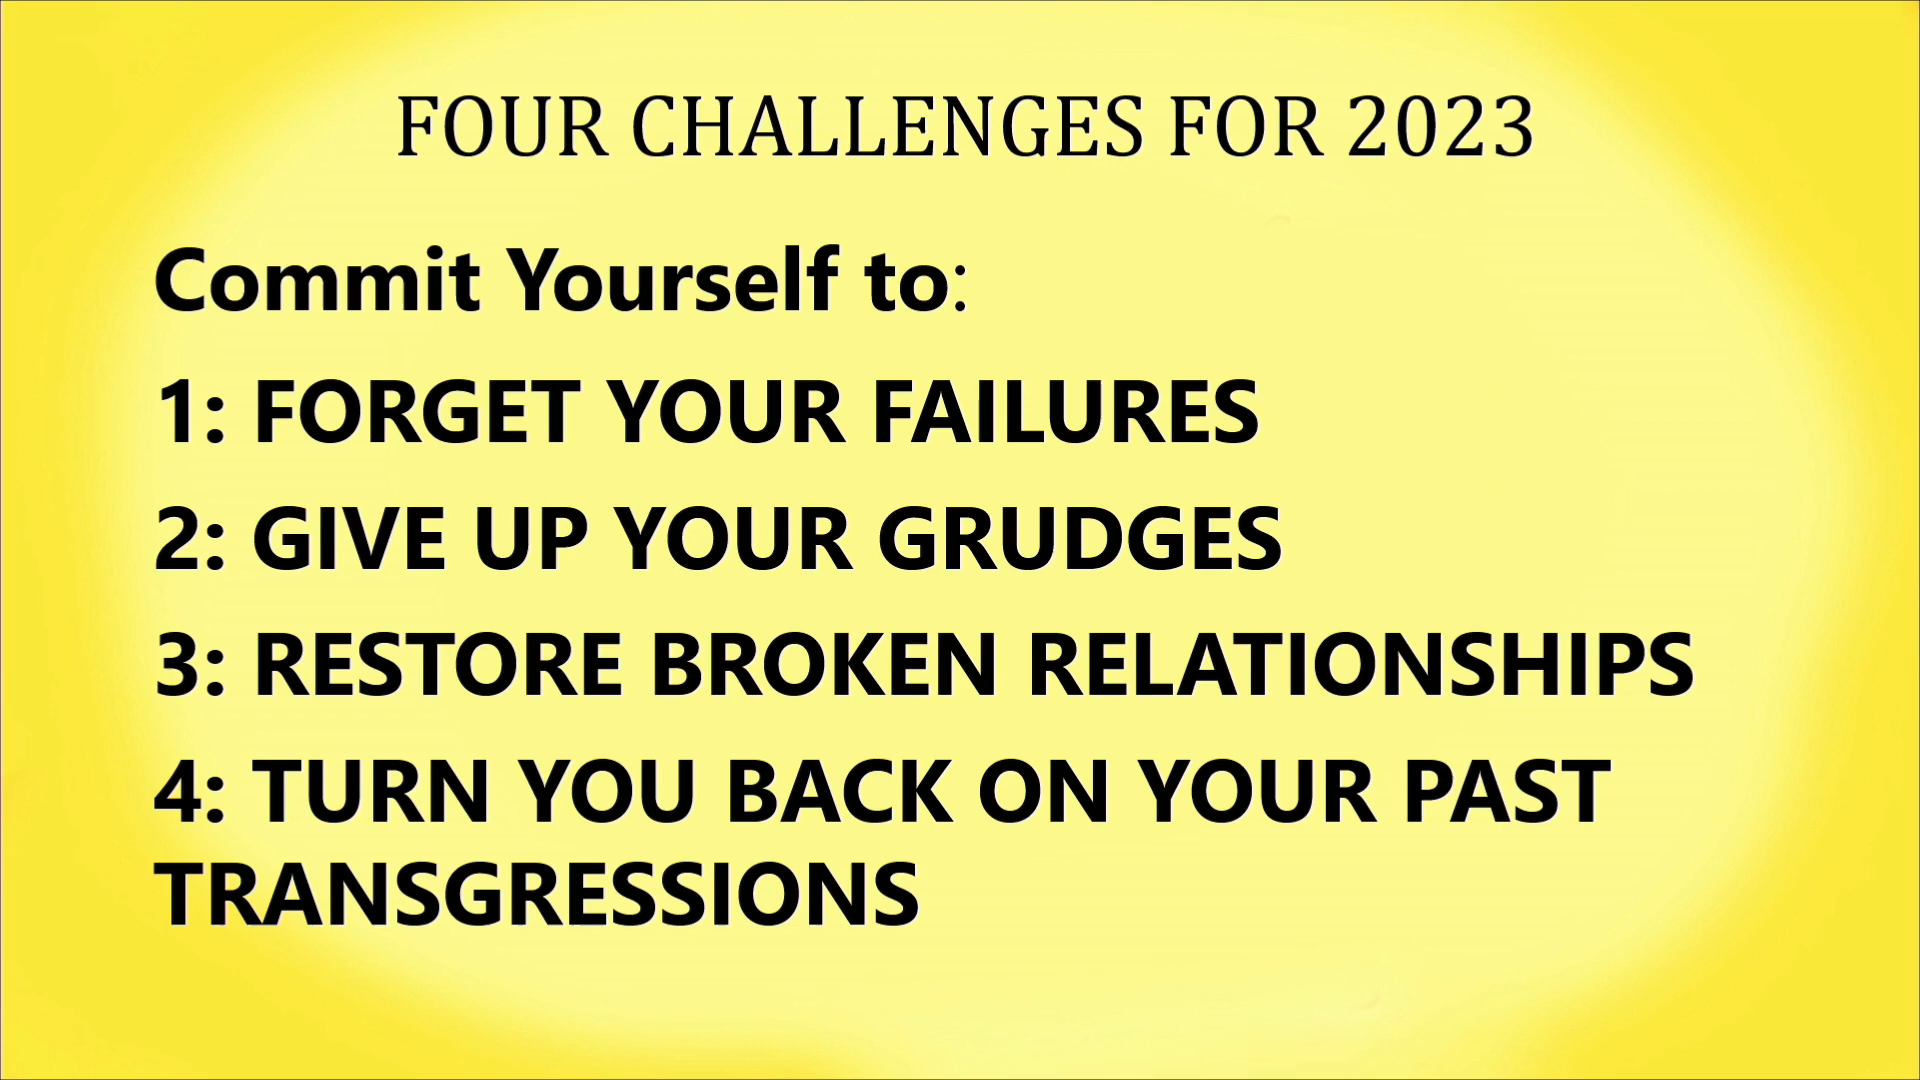 FOUR CHALLENGES FOR 2023
Commit Yourself to:
1: FORGET YOUR FAILURES
2: GIVE UP YOUR GRUDGES
3: RESTORE BROKEN RELATIONSHIPS
4: TURN YOU BACK ON YOUR PAST
TRANSGRESSIONS